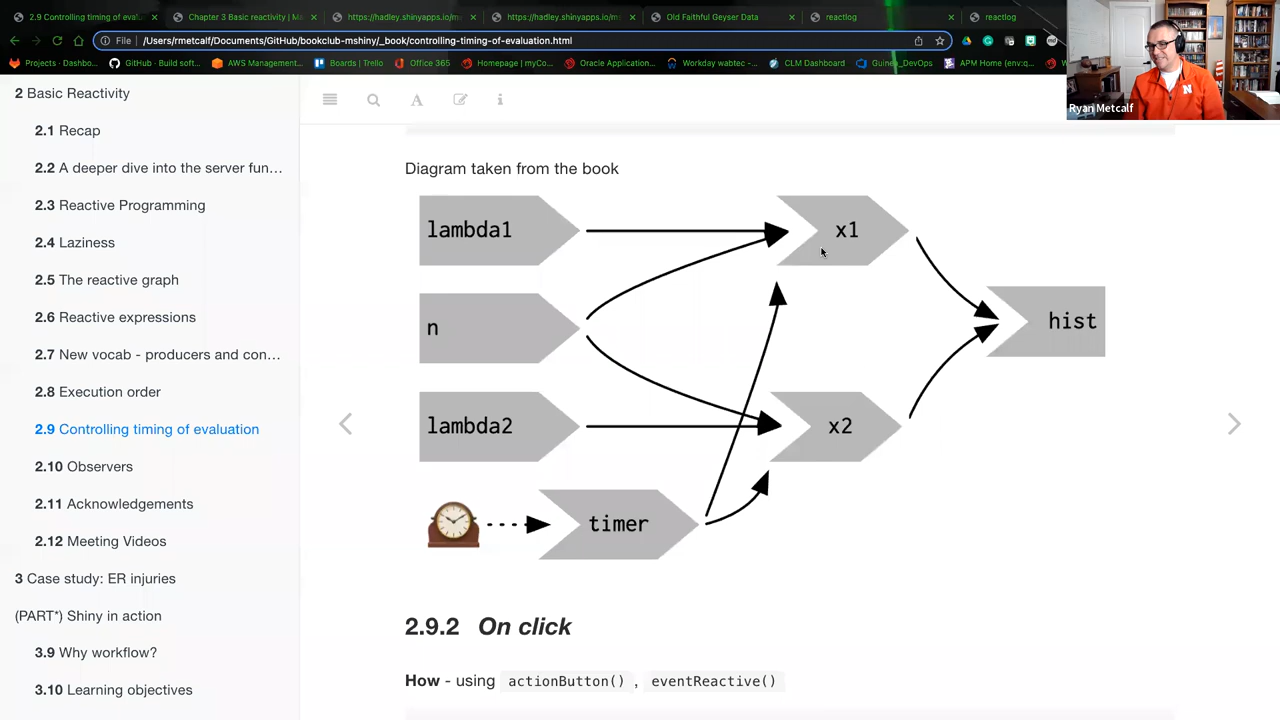 2.9 Controlling timing of evalua
Chapter 3 Basic reactivity | Ma
https://hadley.shinyapps.io/m
https://hadley.shinyapps.io/m
Old Faithful Geyser Data
reactlog
reactlog
File
/Users/rmetcalf/Documents/GitHub/bookclub-mshiny/_book/controlling-timing-of-evaluation.html
Projects · Dashbo...
GitHub · Build soft...
AWS Management...
Boards | Trello
Office 365
Homepage | myCo...
Oracle Application...
Workday wabtec -...
CLM Dashboard
_DevOps
APM Home (env:q...
Ryan Metcalf
2 Basic Reactivity
2.1 Recap
2.2 A deeper dive into the server fun...
2.3 Reactive Programming
2.4 Laziness
2.5 The reactive graph
2.6 Reactive expressions
2.7 New vocab - producers and con...
2.8 Execution order
2.9 Controlling timing of evaluation
2.10 Observers
2.11 Acknowledgements
2.12 Meeting Videos
3 Case study: ER injuries
(PART*) Shiny in action
3.9 Why workflow?
3.10 Learning objectives
Diagram taken from the book
lambda1
x1
n
hist
lambda2
x2
timer
2.9.2 On click
How - using actionButton() , eventReactive()